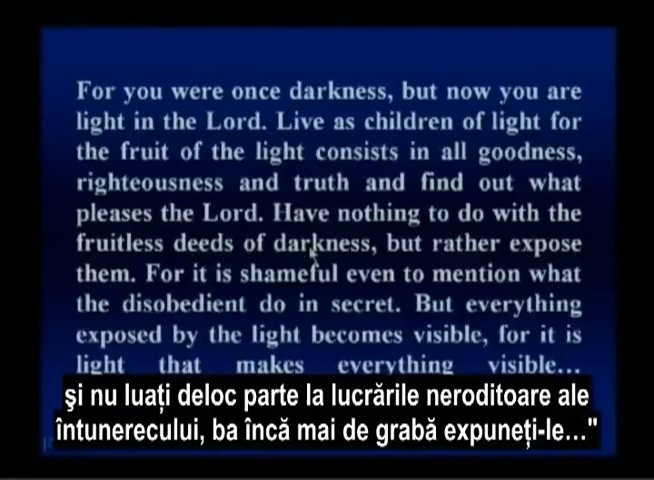 For you were once darkness, but now you are
light in the Lord. Live as children of light for
the fruit of the light consists in all goodness,
righteousness and truth and find out what
pleases the Lord. Have nothing to do with the
fruitless deeds of darkness, but rather expose
them. For it is shameful even to mention what
the disobedient do in secret. But everything
exposed by the light becomes visible, for it is
light that makes everything visible...
şi nu luaţi deloc parte la lucrările neroditoare ale
întunerecului, ba încă mai de grabă expuneţi-le..."